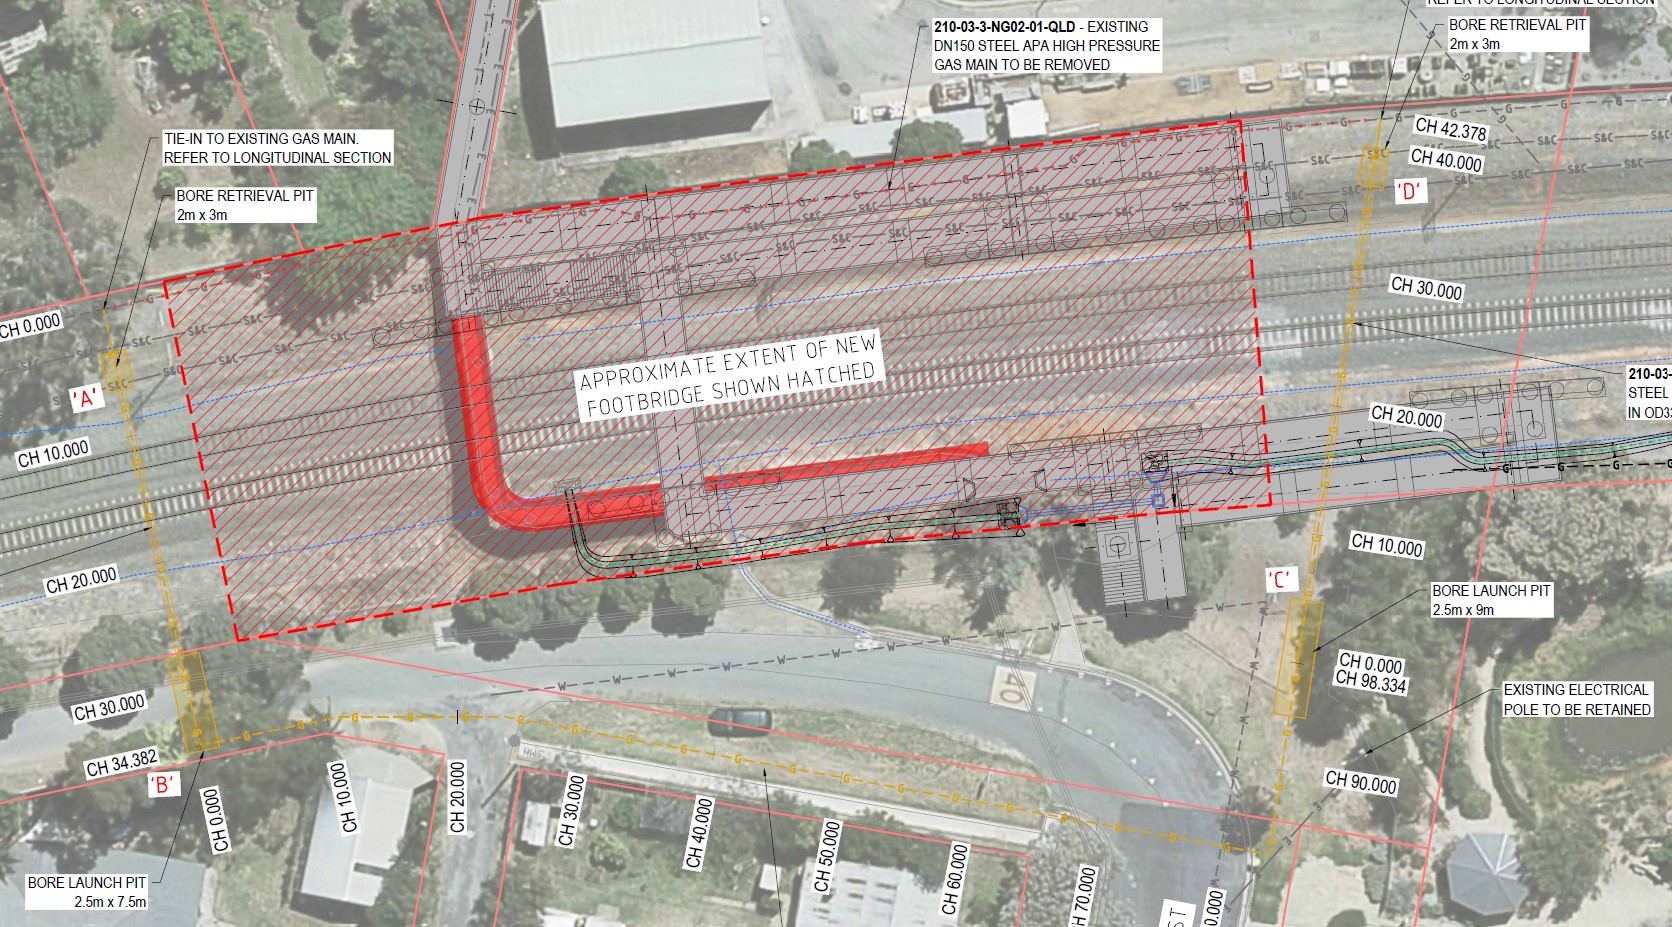 REFER TO LONGITUDINAL SECTION
BORE RETRIEVAL PIT
2m x 3m
210-03-3-NG02-01-QLD - EXISTING
DN150 STEEL APA HIGH PRESSURE
GAS MAIN TO BE REMOVED
TIE-IN TO EXISTING GAS MAIN.
REFER TO LONGITUDINAL SECTION
BORE RETRIEVAL PIT
2m x 3m
CH 42.378
CH 40.000
'D'
CH 30.000
CH 0.000
'A'
CH 10.000
APPROXIMATE EXTENT OF NEW
FOOTBRIDGE SHOWN HATCHED
210-03-
STEEL
CH 20.000
CH 10.000
CH 20.000
'C'
BORE LAUNCH PIT
2.5m x 9m
CH 0.000
CH 98.334
EXISTING ELECTRICAL
POLE TO BE RETAINED
40
CH 30.000
CH 34.382
'B'
HWS
CH 90.000
CH 0.000
CH 10.000
CH 20.000
CH 30.000
CH 40.000
CH 50.000
CH 60.000
H 70.000
0.000
ST
BORE LAUNCH PIT
2.5m x 7.5m